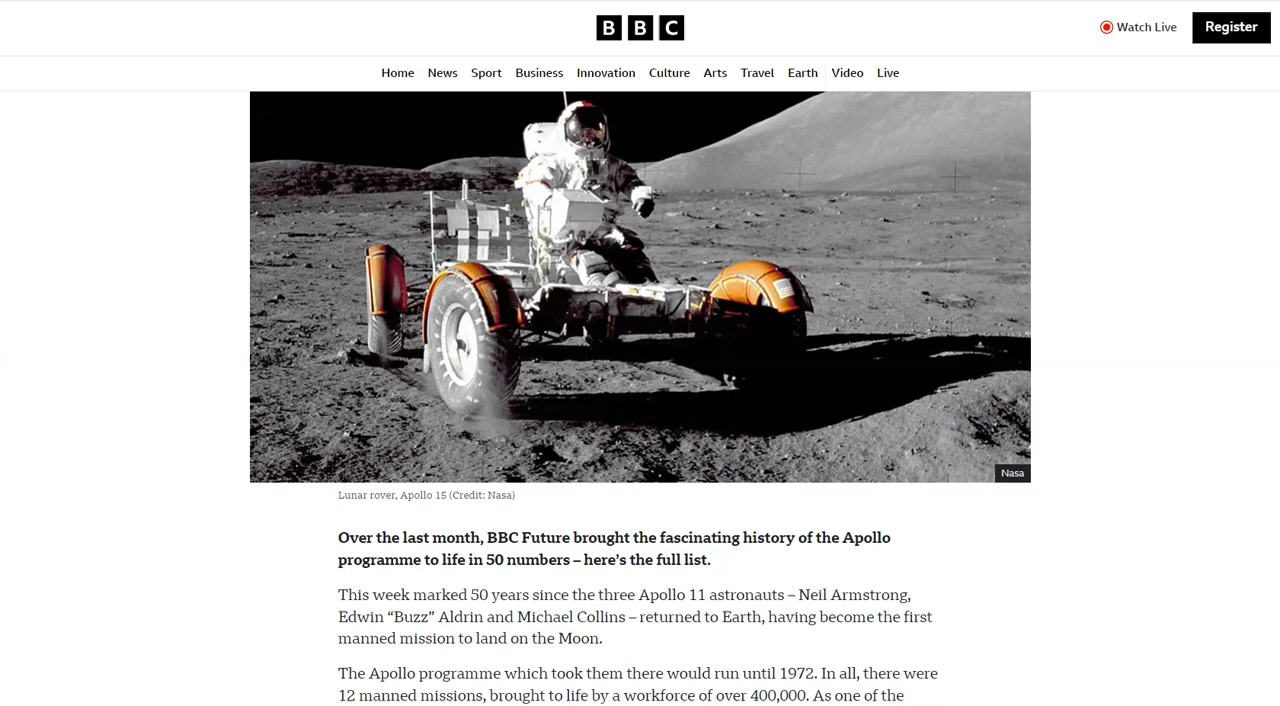 BBC
Watch Live
Register
Home News Sport Business Innovation Culture Arts Travel Earth Video Live
Nasa
Lunar rover, Apollo 15 (Credit: Nasa)
Over the last month, BBC Future brought the fascinating history of the Apollo
programme to life in 50 numbers – here’s the full list.
This week marked 50 years since the three Apollo 11 astronauts – Neil Armstrong,
Edwin “Buzz” Aldrin and Michael Collins – returned to Earth, having become the first
manned mission to land on the Moon.
The Apollo programme which took them there would run until 1972. In all, there were
12 manned missions, brought to life by a workforce of over 400,000. As one of the